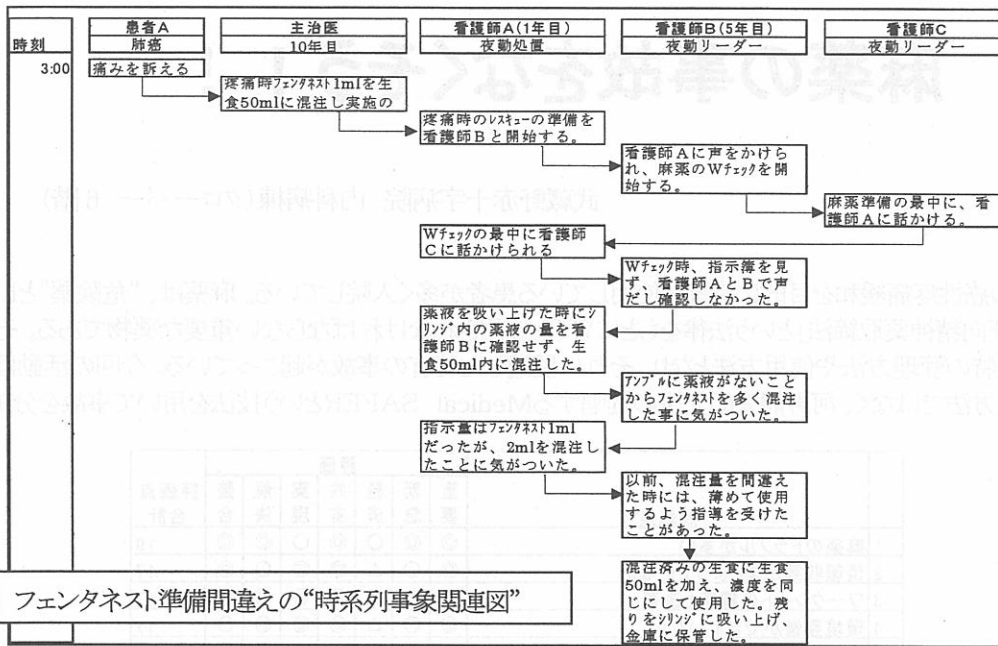 時刻
患者A
肺癌
主治医
10年目
看護師A(1年目)
夜勤処置
看護師B(5年目)
夜勤リーダー
看護師C
夜勤リーダー
3:00
痛みを訴える
疼痛時フェンタネスト1mlを生
食50mlに混注し実施の
疼痛時のレスキューの準備を
看護師Bと開始する。
看護師Aに声をかけら
れ、麻薬のWチェックを開
始する。
麻薬準備の最中に、看
護師Aに話かける。
Wチェックの最中に看護師
Cに話かけられる
Wチェック時、指示簿を見
ず、看護師AとBで声
だし確認しなかった。
薬液を吸い上げた時にシ
リンジ内の薬液の量を看
護師Bに確認せず、生
食50ml内に混注した。
アンプルに薬液がないこと
からフェンタネストを多く混注
した事に気がついた。
指示量はフェンタネスト1ml
だったが、2mlを混注し
たことに気がついた。
以前、混注量を間違え
た時には、薄めて使用
するよう指導を受けた
ことがあった。
混注済みの生食に生食
50mlを加え、濃度を同
じにして使用した。残
りをシリンジに吸い上げ、
金庫に保管した。
フェンタネスト準備間違えの“時系列事象関連図”